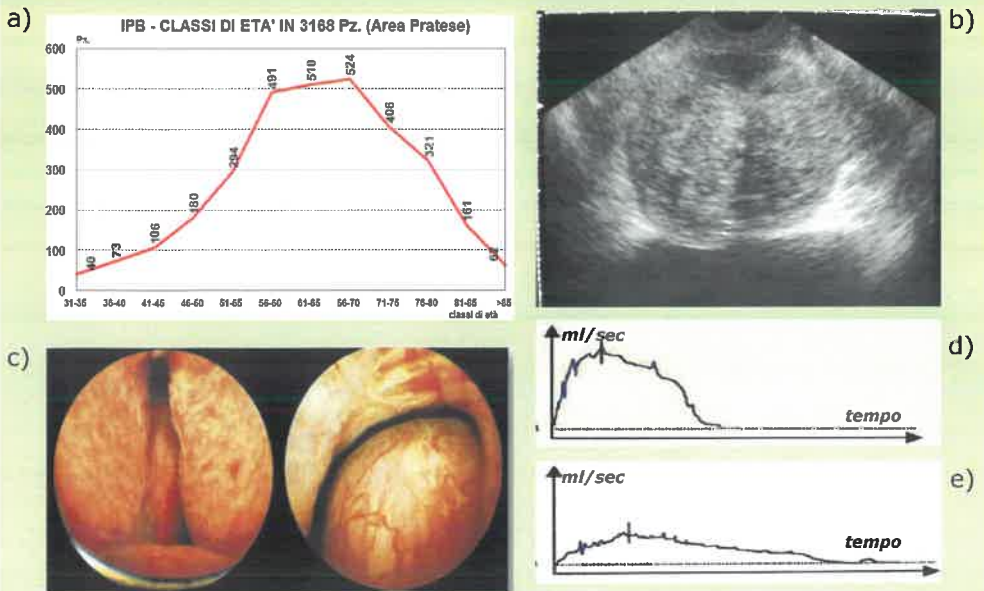 a)
IPB - CLASSI DI ETA' IN 3168 Pz. (Area Pratese)
Pz.
600
500
400
300
200
100
0
40
73
106
180
294
491
510
524
408
321
161
31-35 36-40 41-45 46-50 51-55 56-60 61-65 66-70 71-75 76-80 81-85 >85
classi di età
b)
c)
d)
ml/sec
tempo
e)
ml/sec
tempo